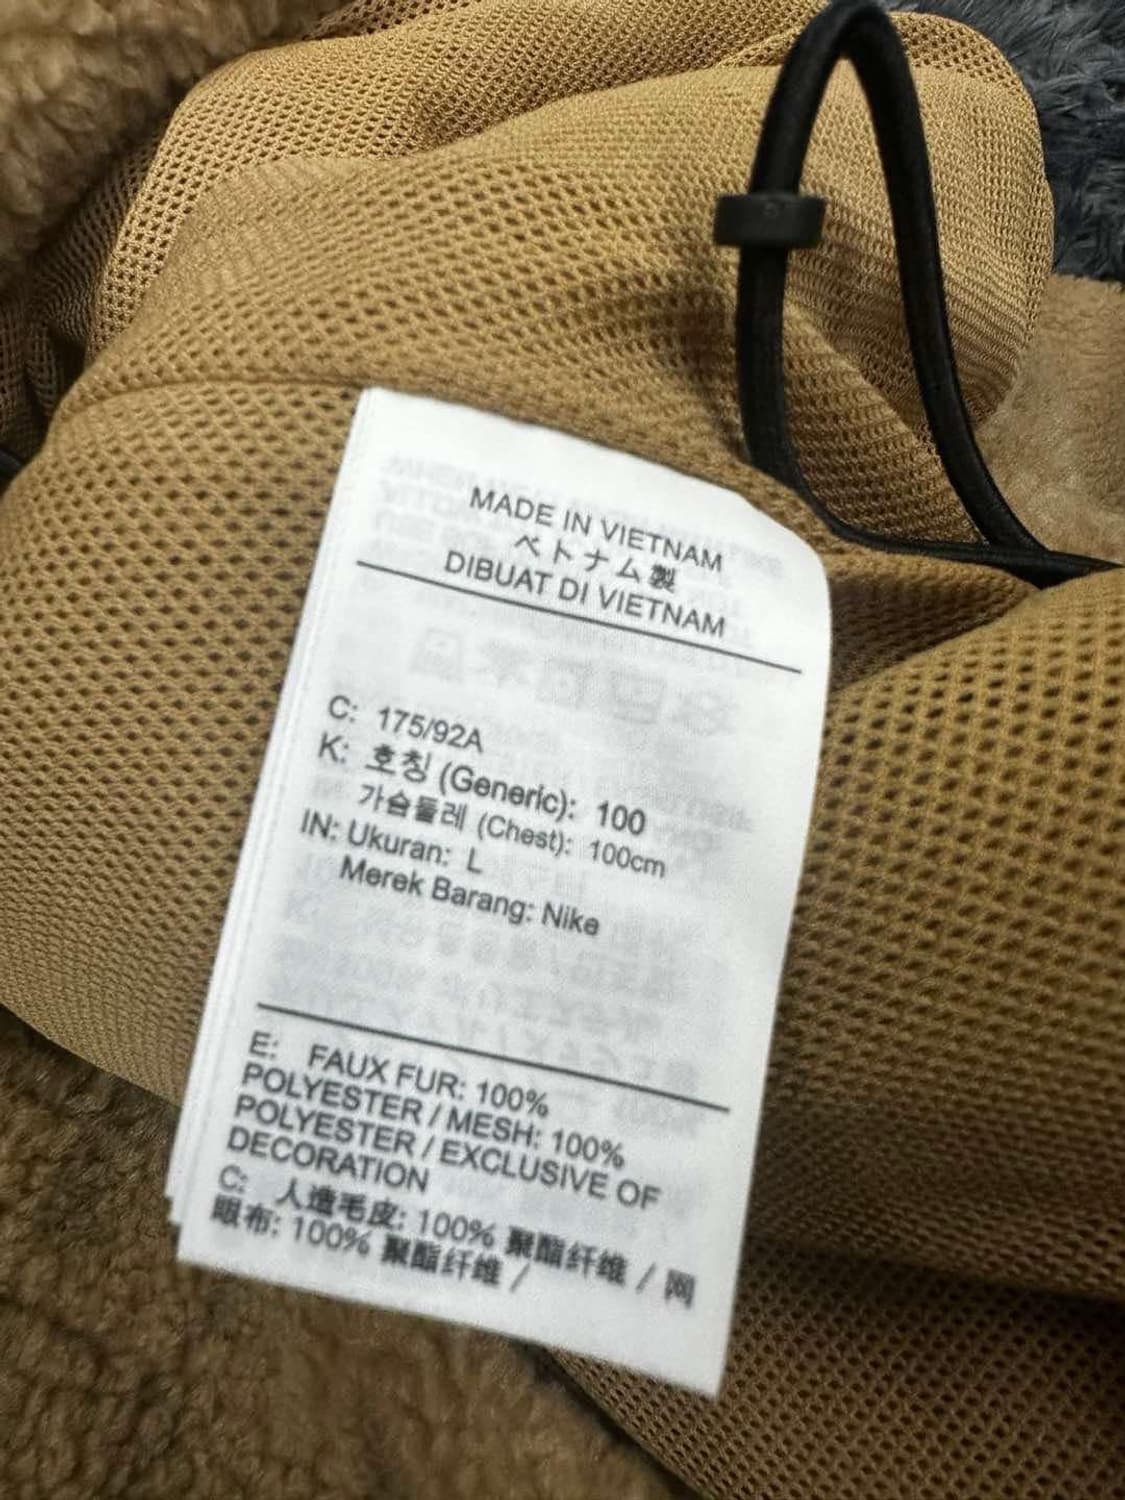 MADE IN VIETNAM
ベトナム製
DIBUAT DI VIETNAM
C: 175/92A
K: 호칭 (Generic): 100
가슴둘레 (Chest): 100cm
IN: Ukuran: L
Merek Barang: Nike
E: FAUX FUR: 100%
POLYESTER / MESH: 100%
POLYESTER / EXCLUSIVE OF
DECORATION
C: 人造毛皮: 100% 聚酯纤维 / 网
眼布: 100% 聚酯纤维 /